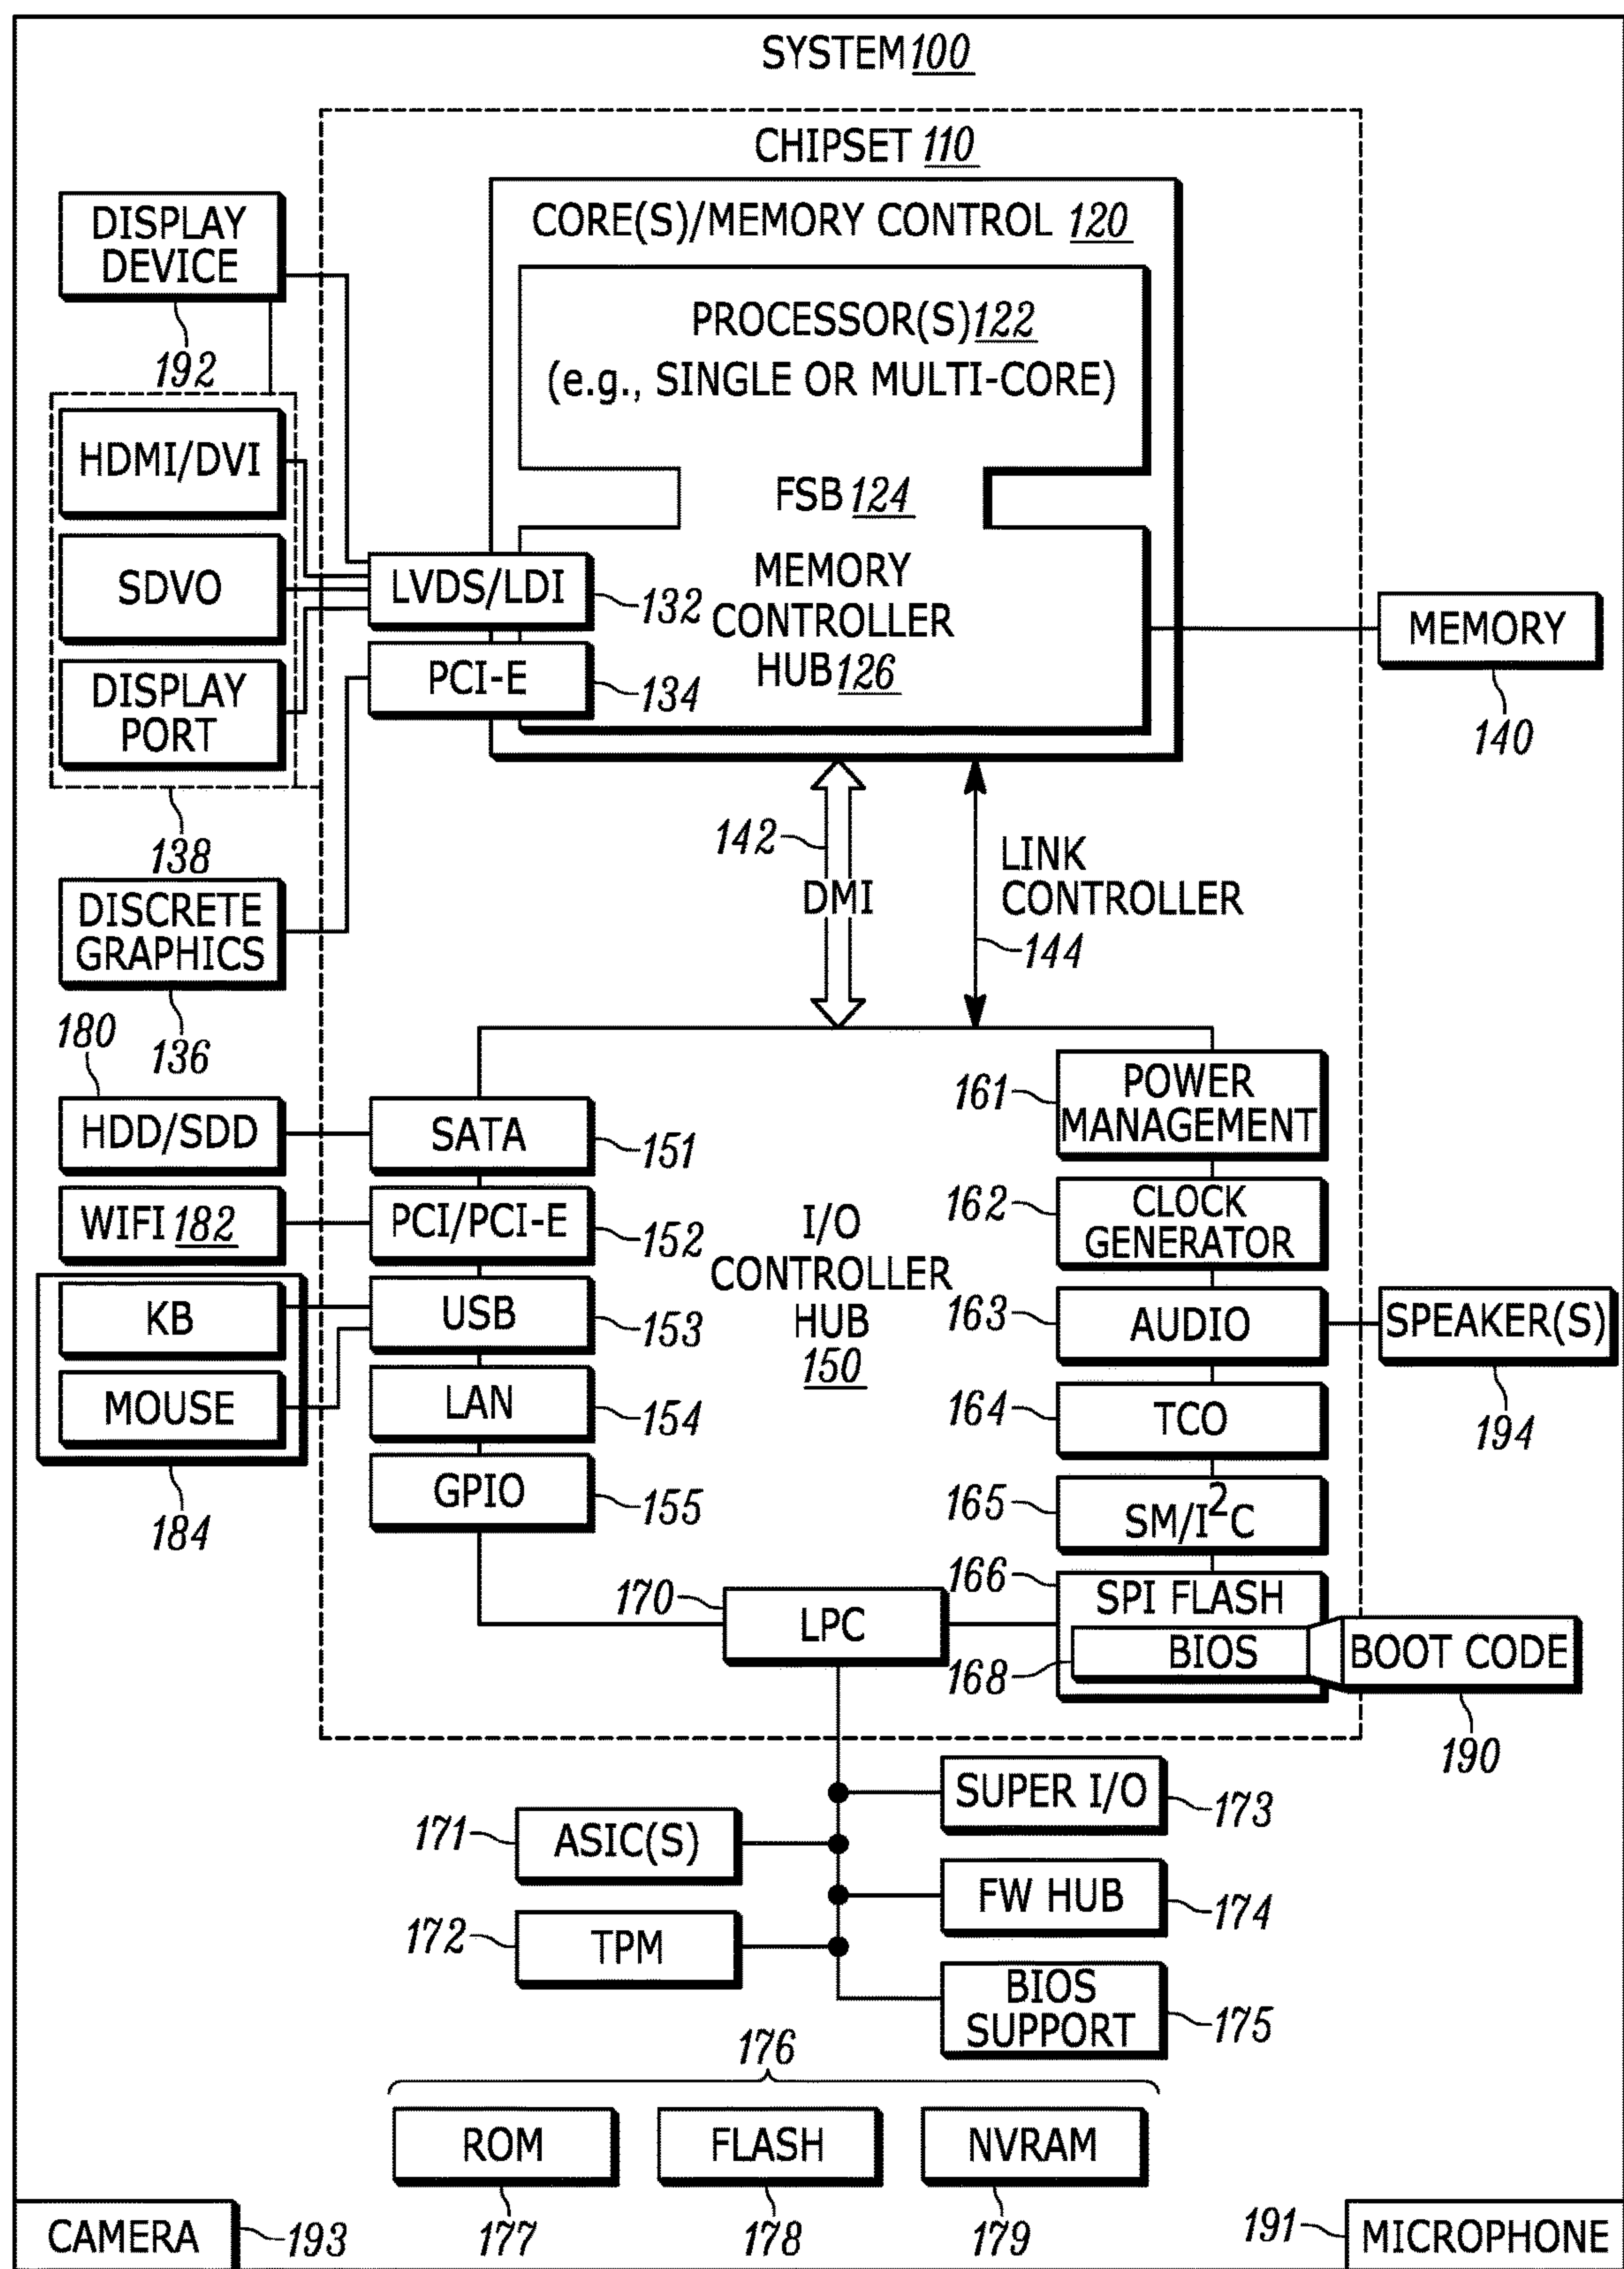 SYSTEM 100
CHIPSET 110
CORE(S)/MEMORY CONTROL 120
PROCESSOR(S) 122
(e.g., SINGLE OR MULTI-CORE)
FSB 124
MEMORY
CONTROLLER
HUB 126
DISPLAY
DEVICE
192
HDMI/DVI
SDVO
DISPLAY
PORT
138
LVDS/LDI
132
PCI-E
134
MEMORY
140
DISCRETE
GRAPHICS
136
142
DMI
LINK
CONTROLLER
144
180
HDD/SDD
WIFI 182
KB
MOUSE
184
SATA
151
PCI/PCI-E
152
USB
153
LAN
154
GPIO
155
I/O
CONTROLLER
HUB
150
161
POWER
MANAGEMENT
162
CLOCK
GENERATOR
163
AUDIO
SPEAKER(S)
194
164
TCO
165
SM/I²C
166
SPI FLASH
168
BIOS
BOOT CODE
190
170
LPC
171
ASIC(S)
172
TPM
SUPER I/O
173
FW HUB
174
BIOS
SUPPORT
175
176
ROM
177
FLASH
178
NVRAM
179
CAMERA
193
191
MICROPHONE